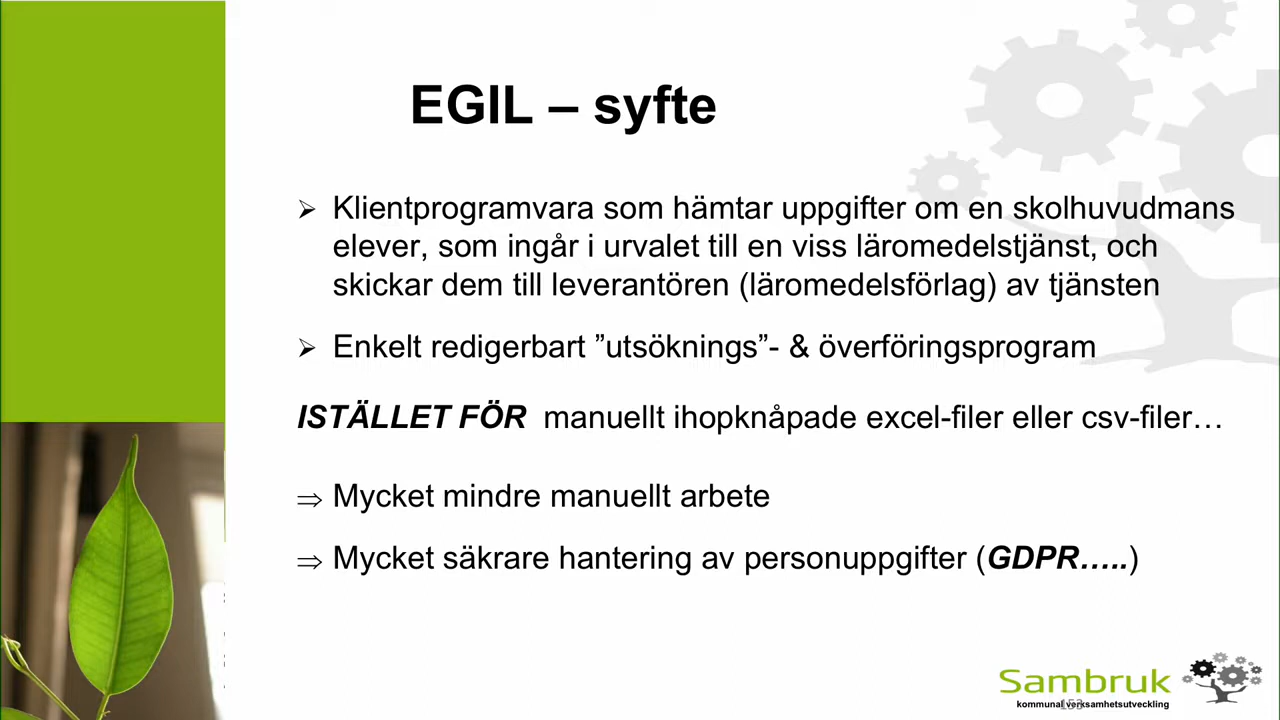 EGIL – syfte
➢ Klientprogramvara som hämtar uppgifter om en skolhuvudmans
elever, som ingår i urvalet till en viss läromedelstjänst, och
skickar dem till leverantören (läromedelsförlag) av tjänsten
➢ Enkelt redigerbart ”utsöknings”- & överföringsprogram
ISTÄLLET FÖR manuellt ihopknåpade excel-filer eller csv-filer…
⇒ Mycket mindre manuellt arbete
⇒ Mycket säkrare hantering av personuppgifter (GDPR…..)
Sambruk
kommunal verksamhetsutveckling
153